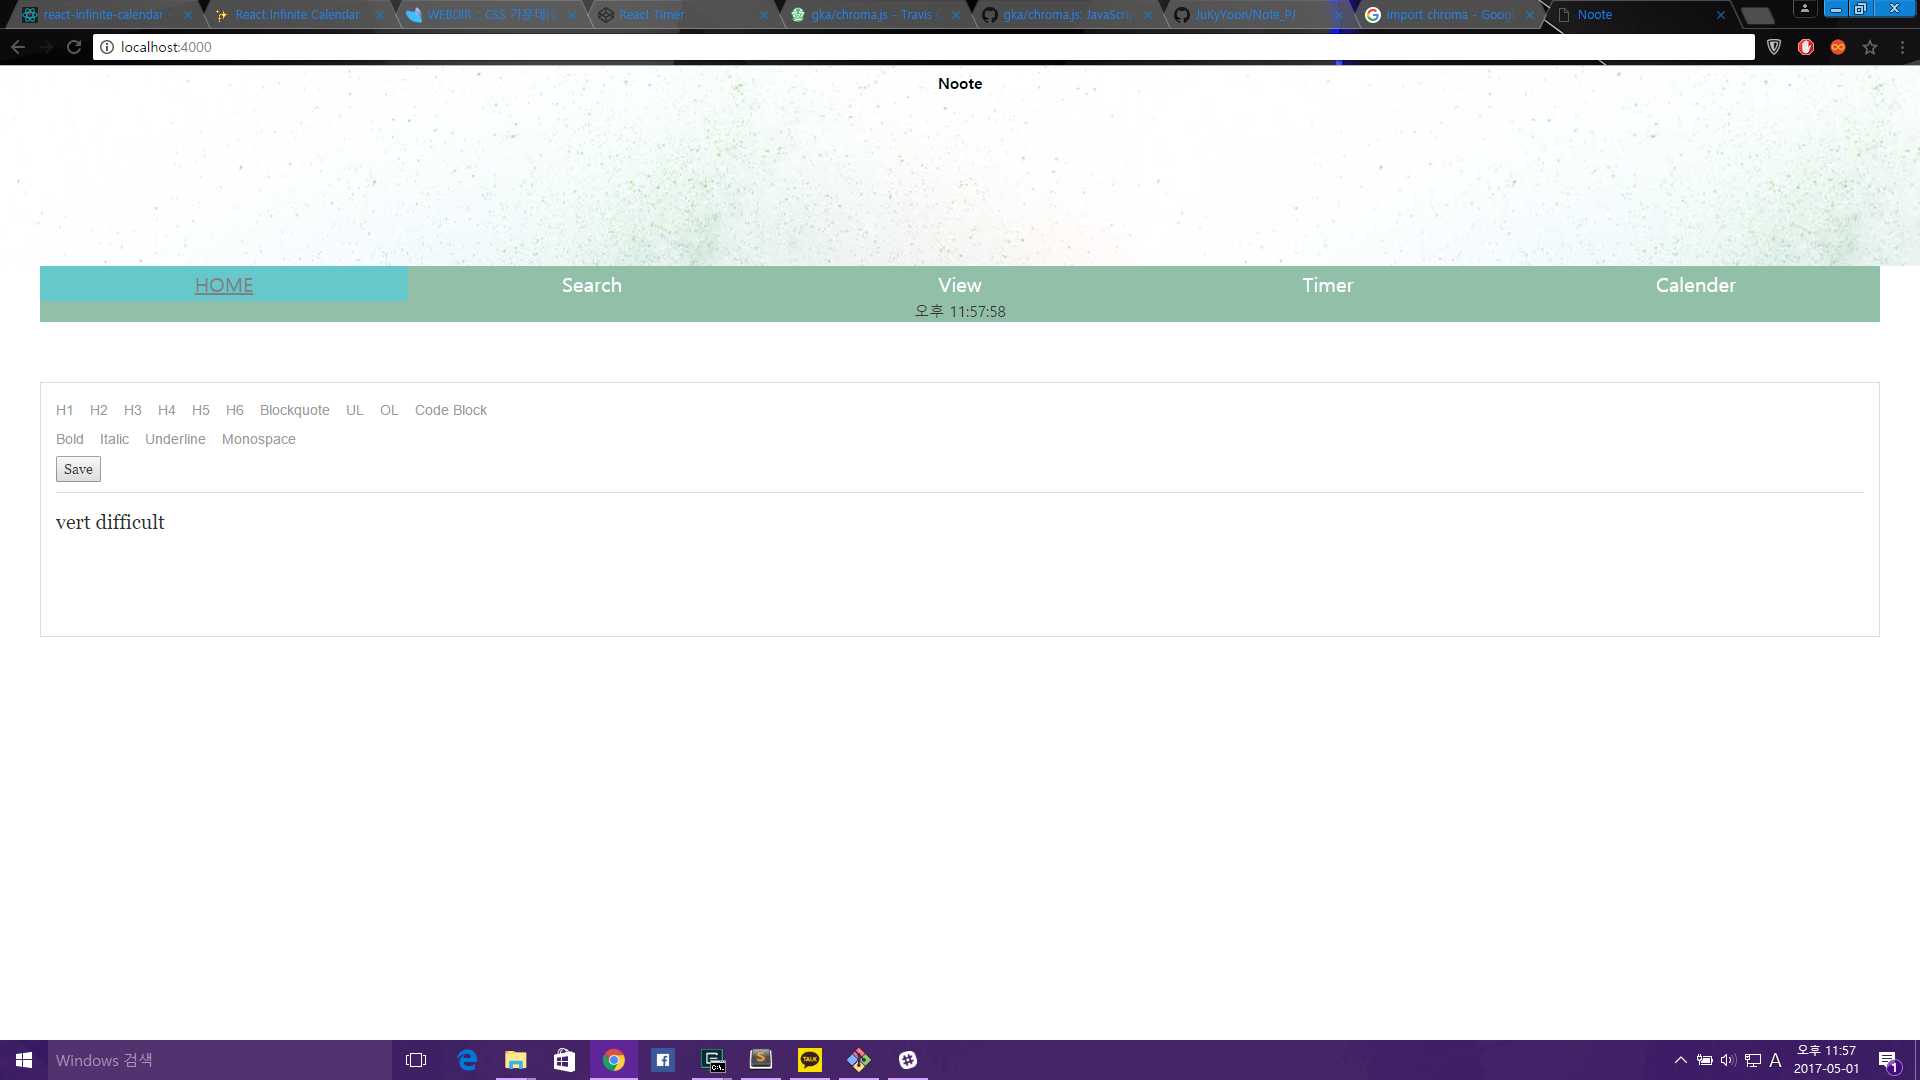 react-infinite-calendar
React Infinite Calendar
WEBDIR :: CSS 가운데
React Timer
gka/chroma.js - Travis
gka/chroma.js: JavaScri
JuKyYoon/Note_PJ
import chroma - Goog
Noote
localhost:4000
Noote
HOME Search View Timer Calender
오후 11:57:58
H1 H2 H3 H4 H5 H6 Blockquote UL OL Code Block
Bold Italic Underline Monospace
Save
vert difficult
Windows 검색
TALK
C:\.
A
오후 11:57
2017-05-01
1